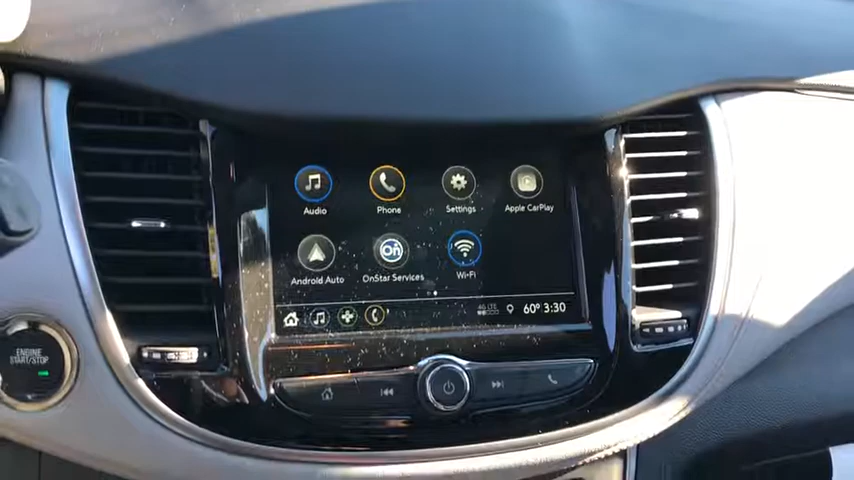 Audio
Phone
Settings
Apple CarPlay
Android Auto
On
OnStar Services
Wi-Fi
4G LTE
60° 3:30
ENGINE
START/STOP